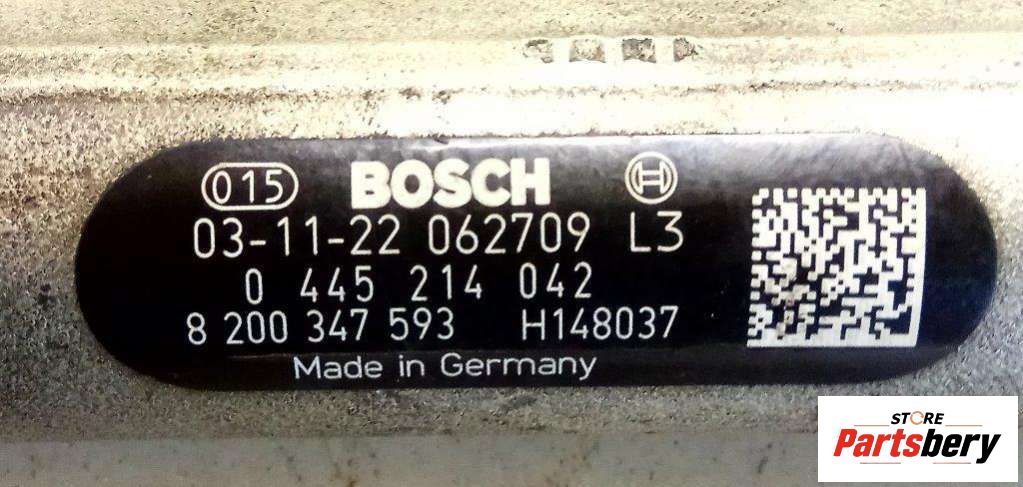 015 BOSCH
03-11-22 062709 L3
0 445 214 042
8 200 347 593 H148037
Made in Germany
STORE
Partsbery